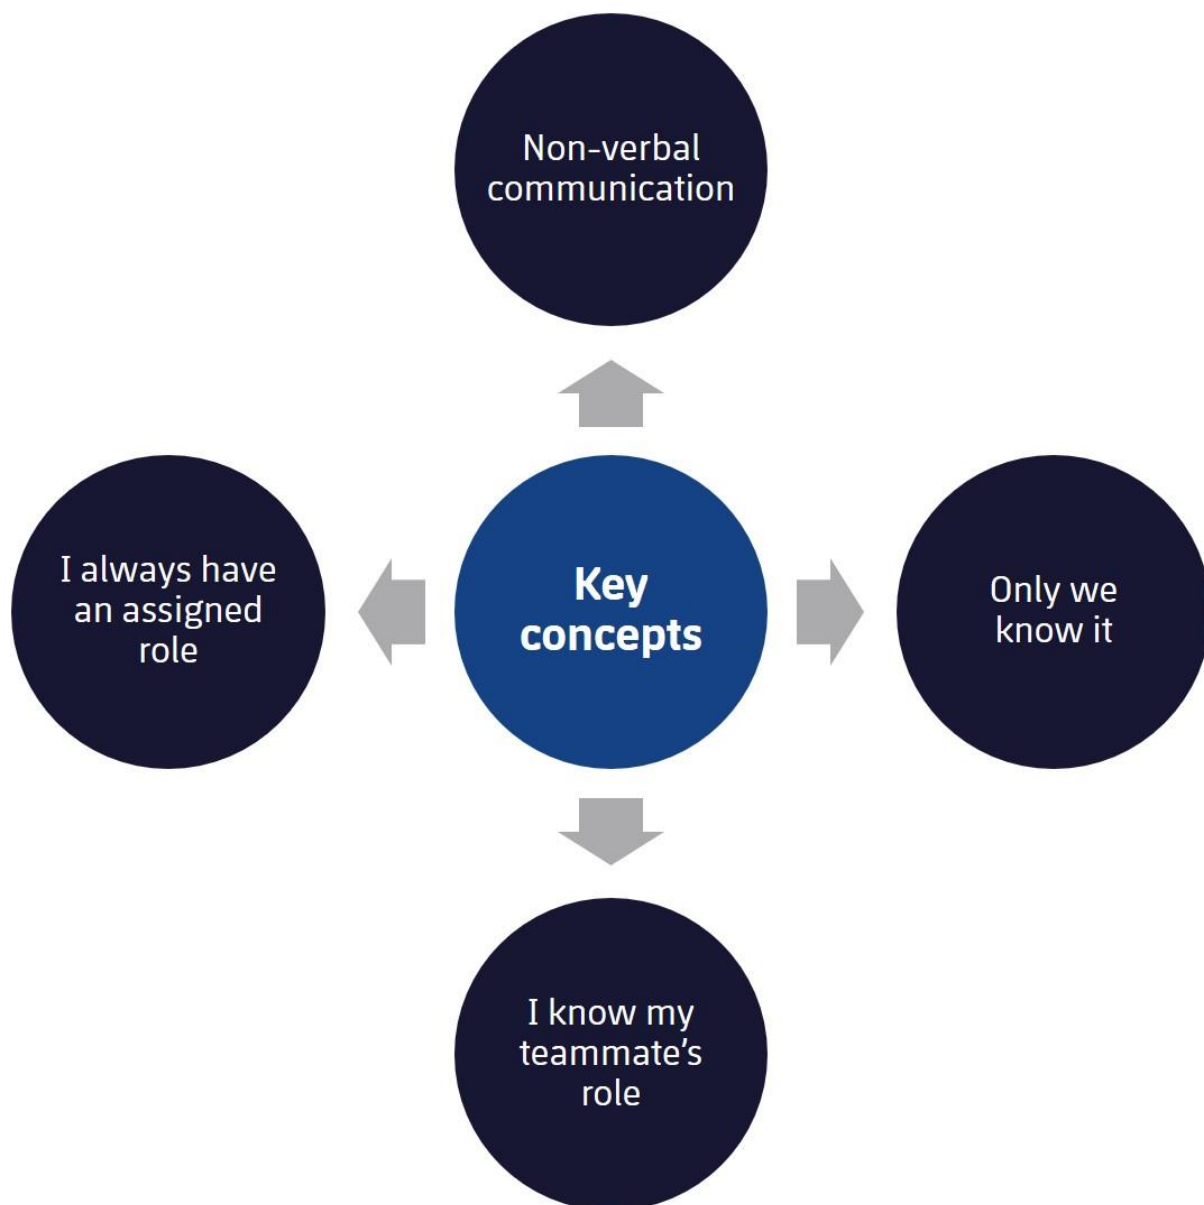 Non-verbal
communication
I always have
an assigned
role
Key
concepts
Only we
know it
I know my
teammate’s
role